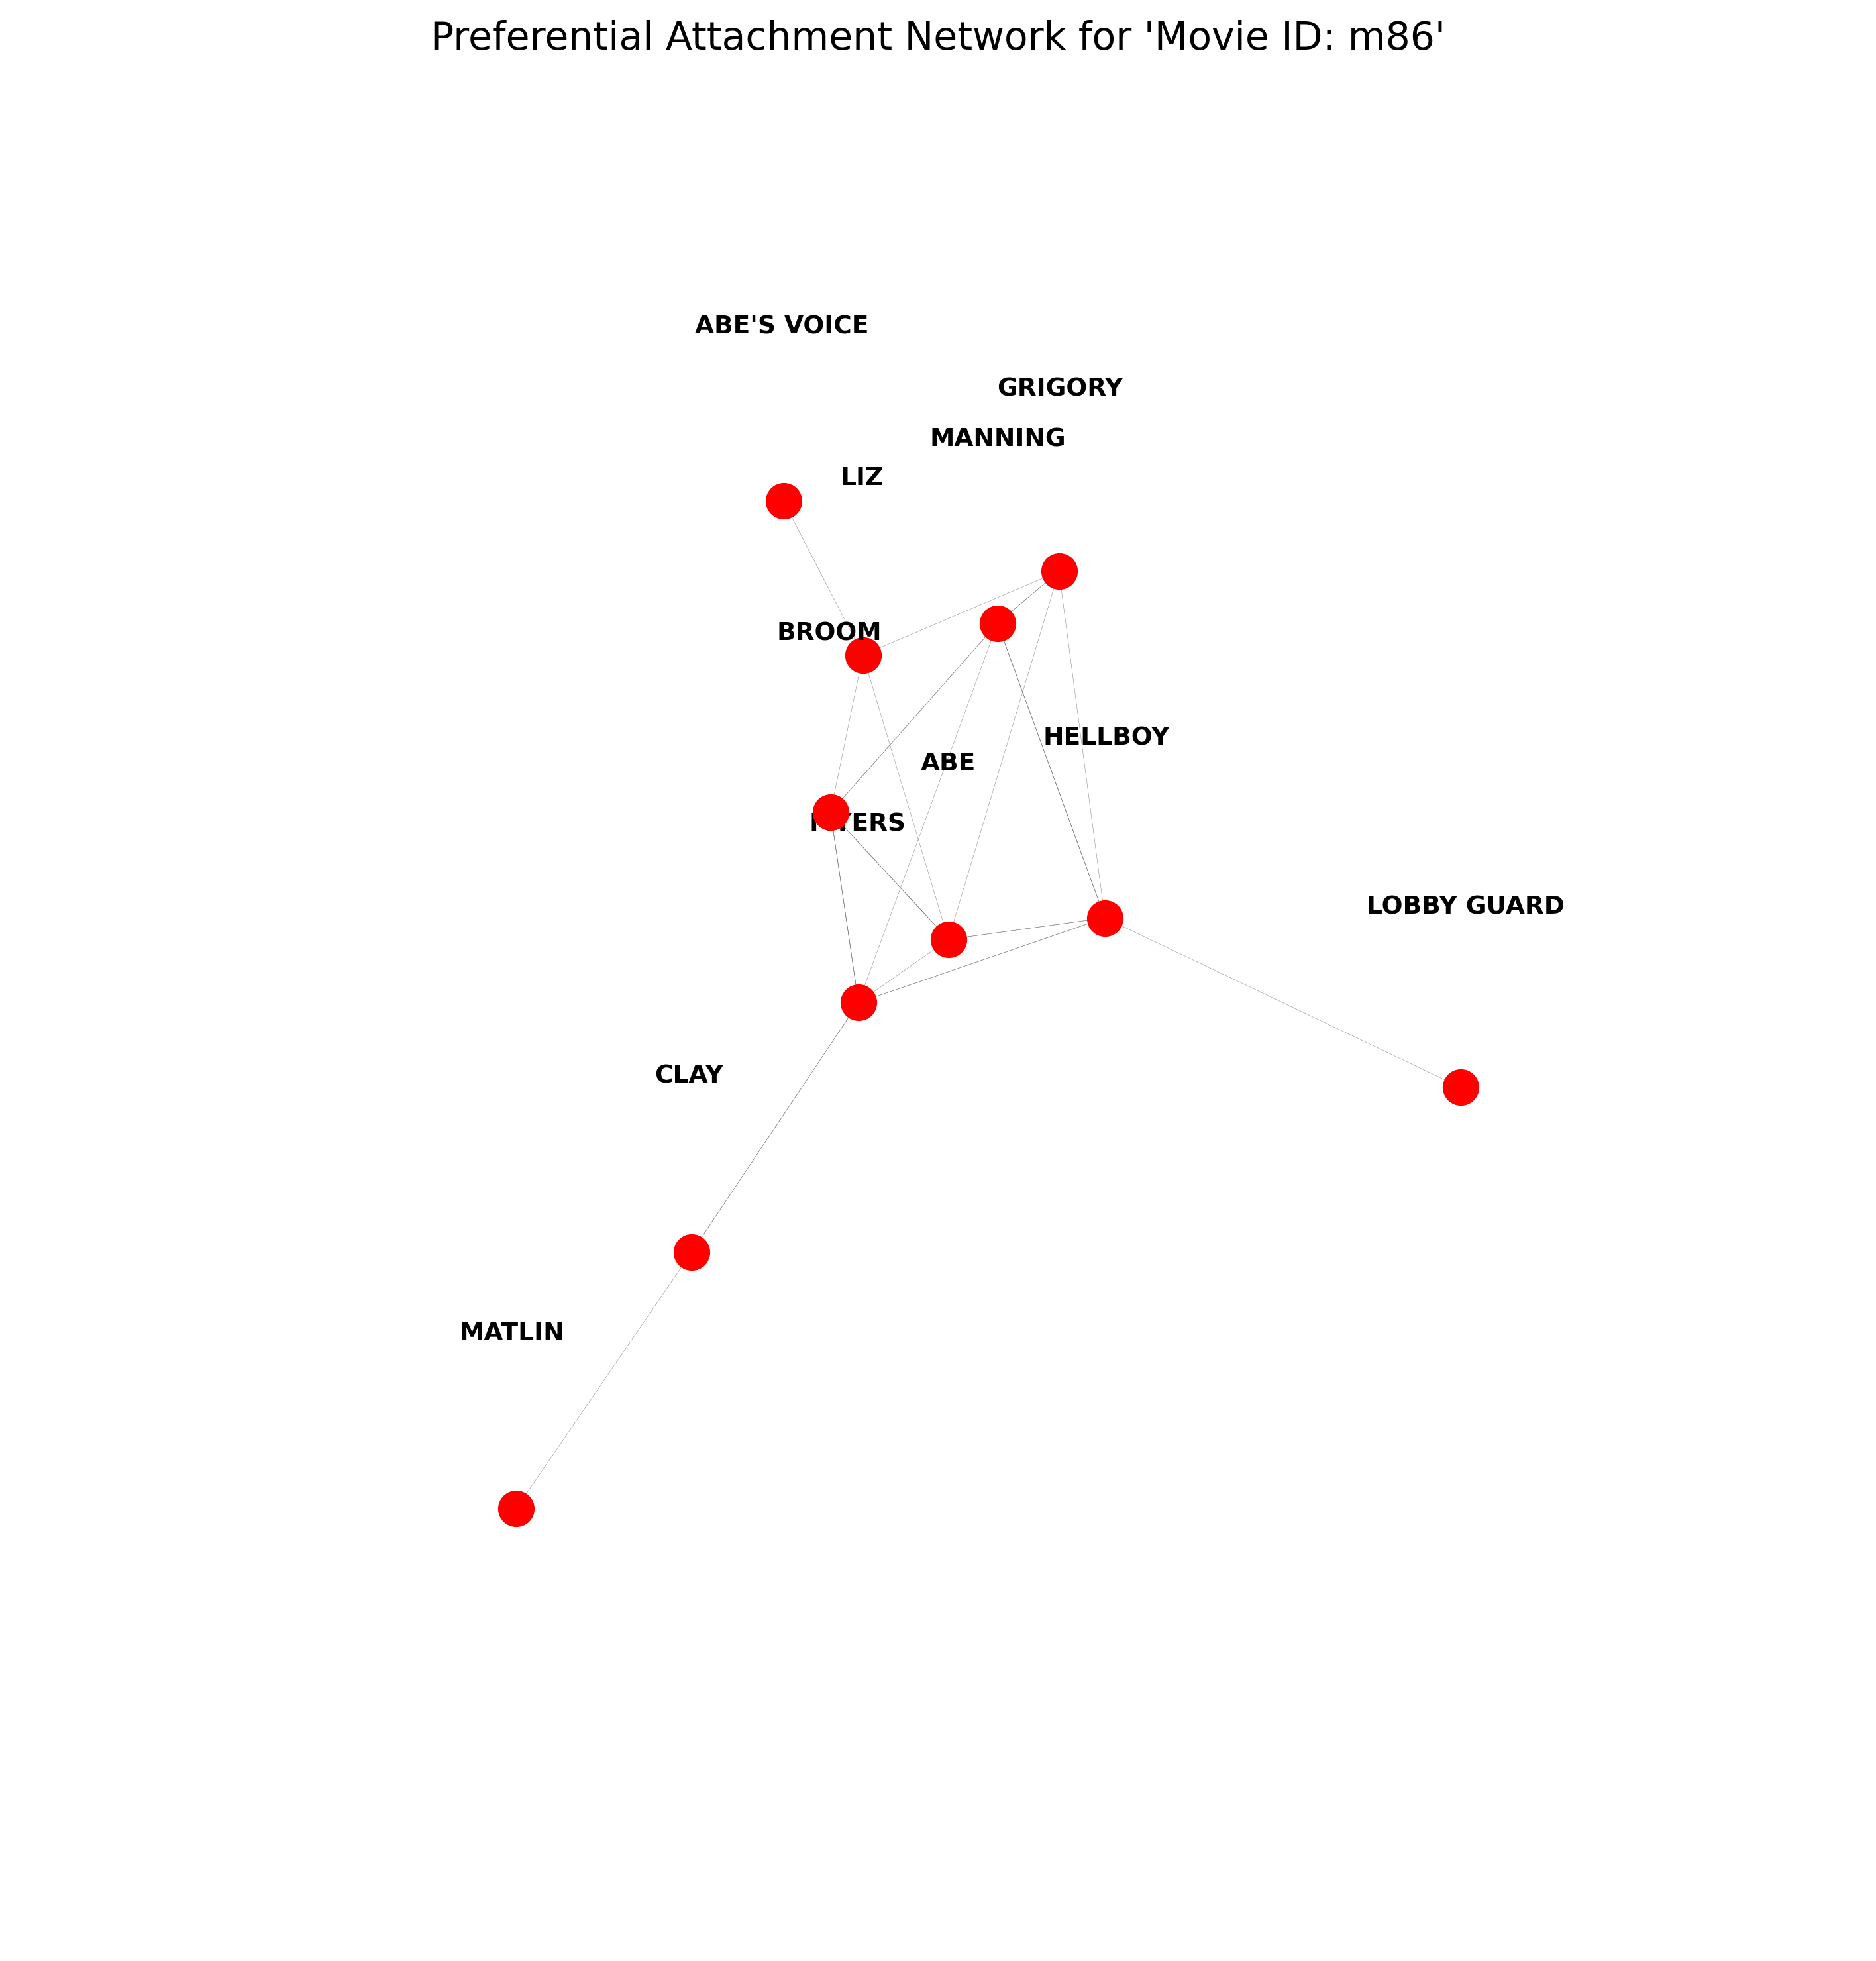 Preferential Attachment Network for 'Movie ID: m86'
ABE'S VOICE
GRIGORY
MANNING
LIZ
BROOM
HELLBOY
ABE
LOBBY GUARD
CLAY
MATLIN